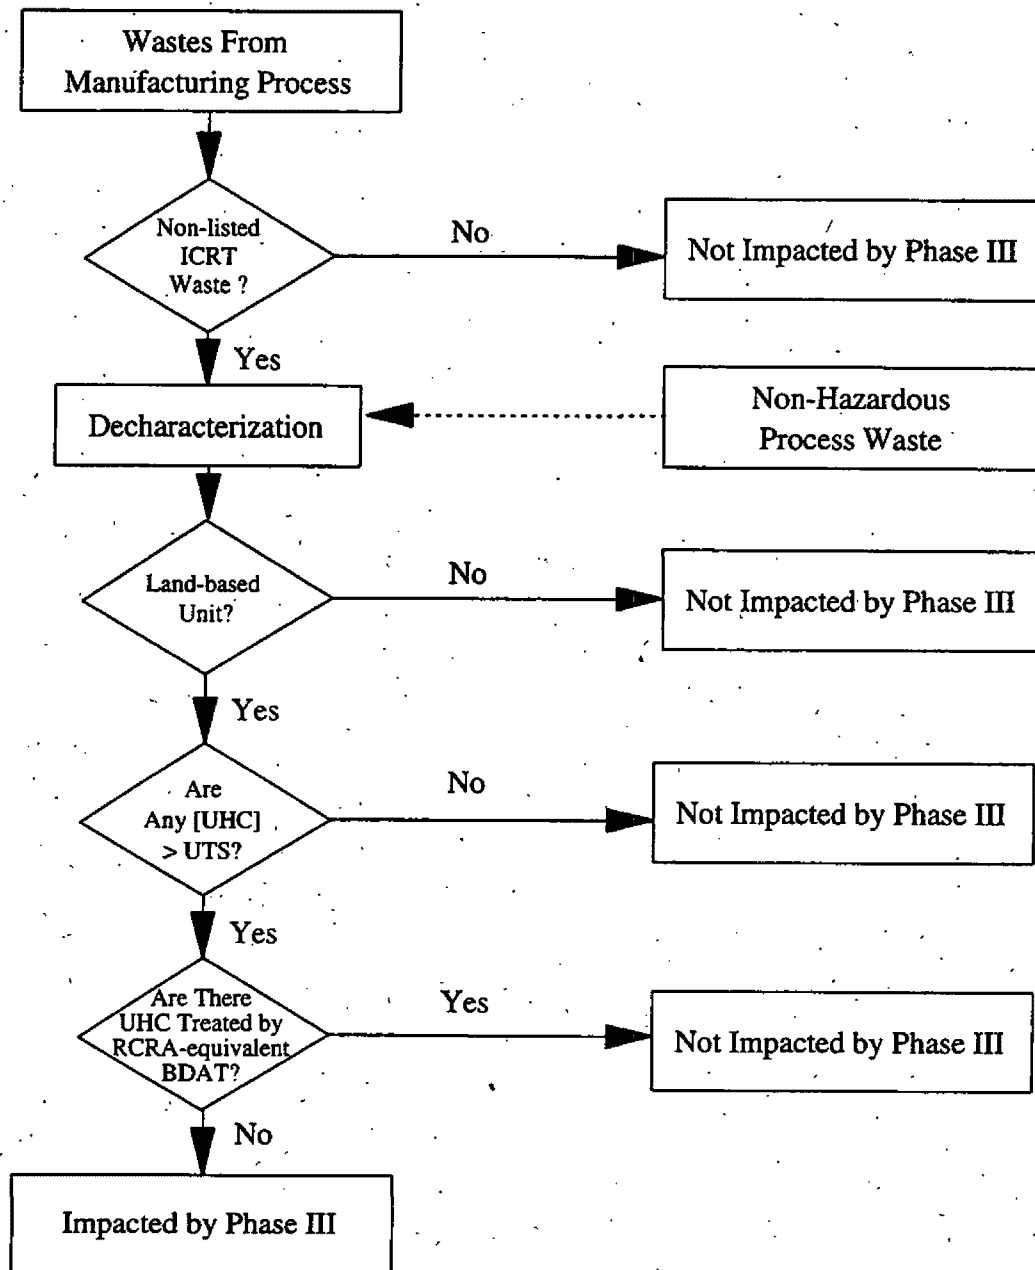 Wastes From
Manufacturing Process
Non-listed
ICRT
Waste ?
No
Not Impacted by Phase III
Yes
Decharacterization
Non-Hazardous
Process Waste
Land-based
Unit?
No
Not Impacted by Phase III
Yes
Are
Any [UHC]
> UTS?
No
Not Impacted by Phase III
Yes
Are There
UHC Treated by
RCRA-equivalent
BDAT?
Yes
Not Impacted by Phase III
No
Impacted by Phase III